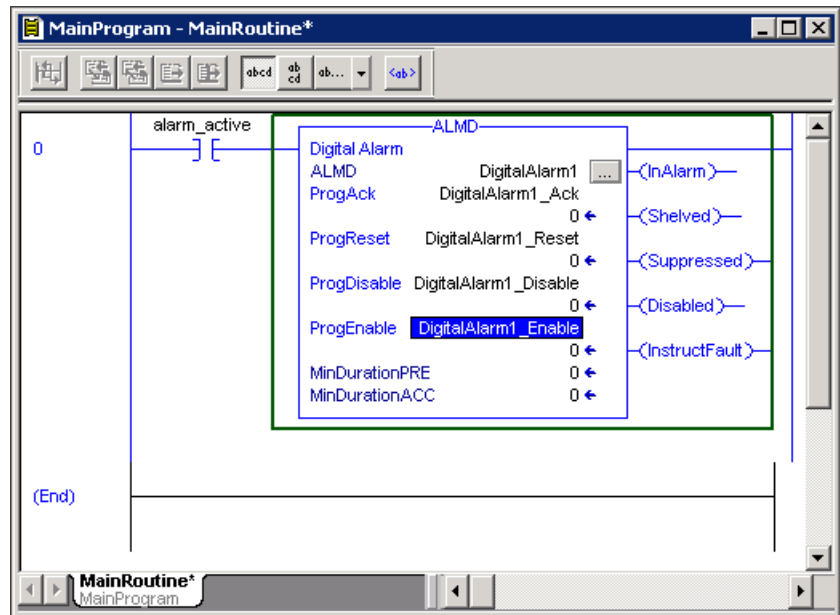 MainProgram - MainRoutine*
abcd
ab
cd
ab...
<ab>
0
alarm_active
ALMD
Digital Alarm
ALMD DigitalAlarm1 ... (InAlarm)
ProgAck DigitalAlarm1_Ack
0 (Shelved)
ProgReset DigitalAlarm1_Reset
0 (Suppressed)
ProgDisable DigitalAlarm1_Disable
0 (Disabled)
ProgEnable DigitalAlarm1_Enable
0 (InstructFault)
MinDurationPRE 0
MinDurationACC 0
(End)
MainRoutine*
MainProgram